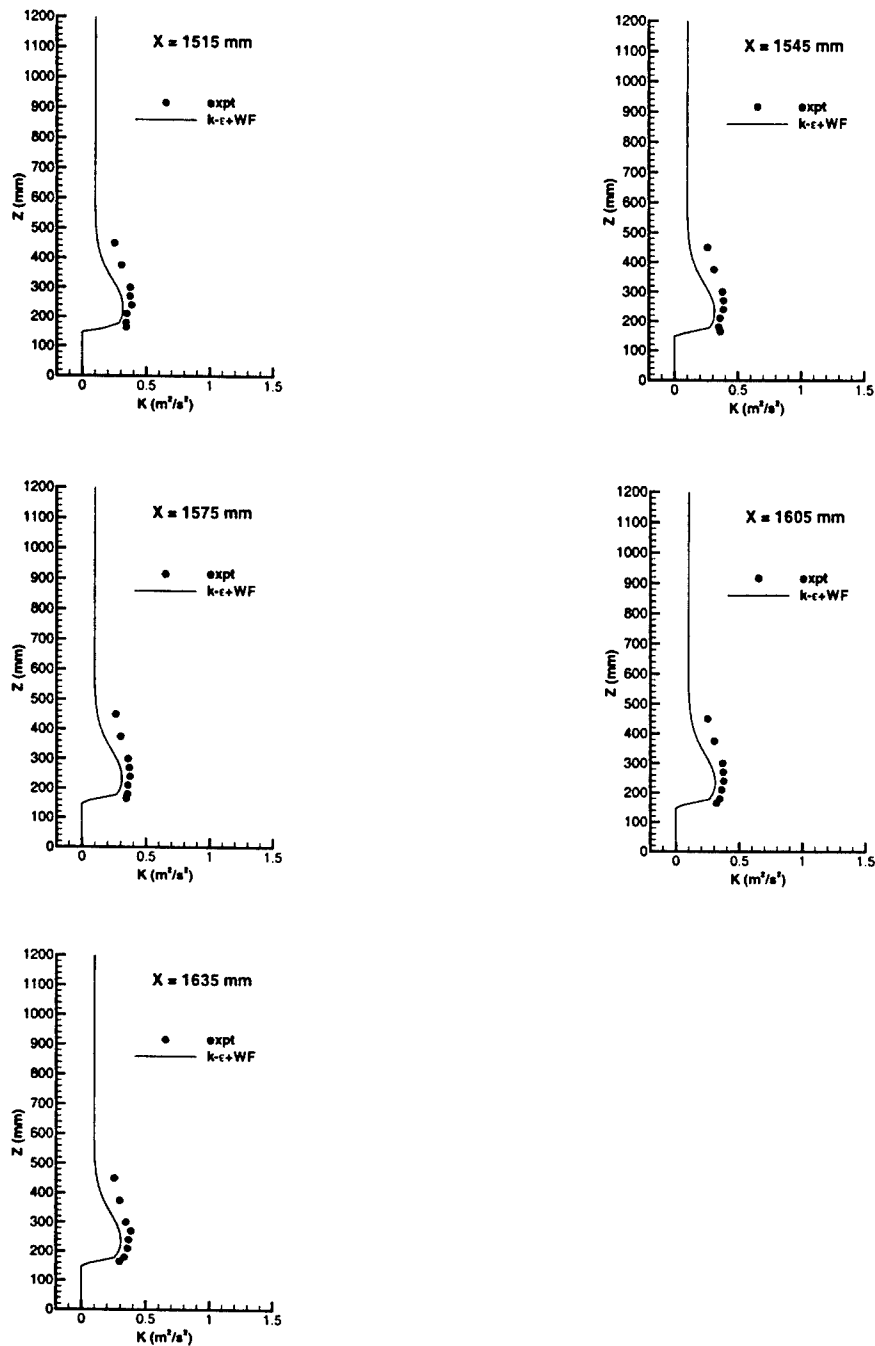 X = 1515 mm
expt
k-ε+WF
Z (mm)
1200
1100
1000
900
800
700
600
500
400
300
200
100
0
0 0.5 1 1.5
K (m²/s²)
X = 1545 mm
expt
k-ε+WF
Z (mm)
1200
1100
1000
900
800
700
600
500
400
300
200
100
0
0 0.5 1 1.5
K (m²/s²)
X = 1575 mm
expt
k-ε+WF
Z (mm)
1200
1100
1000
900
800
700
600
500
400
300
200
100
0
0 0.5 1 1.5
K (m²/s²)
X = 1605 mm
expt
k-ε+WF
Z (mm)
1200
1100
1000
900
800
700
600
500
400
300
200
100
0
0 0.5 1 1.5
K (m²/s²)
X = 1635 mm
expt
k-ε+WF
Z (mm)
1200
1100
1000
900
800
700
600
500
400
300
200
100
0
0 0.5 1 1.5
K (m²/s²)